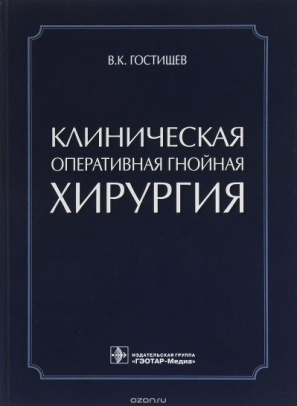 В.К. ГОСТИЩЕВ
КЛИНИЧЕСКАЯ
ОПЕРАТИВНАЯ ГНОЙНАЯ
ХИРУРГИЯ
ИЗДАТЕЛЬСКАЯ ГРУППА
«ГЭОТАР-Медиа»
ozon.ru